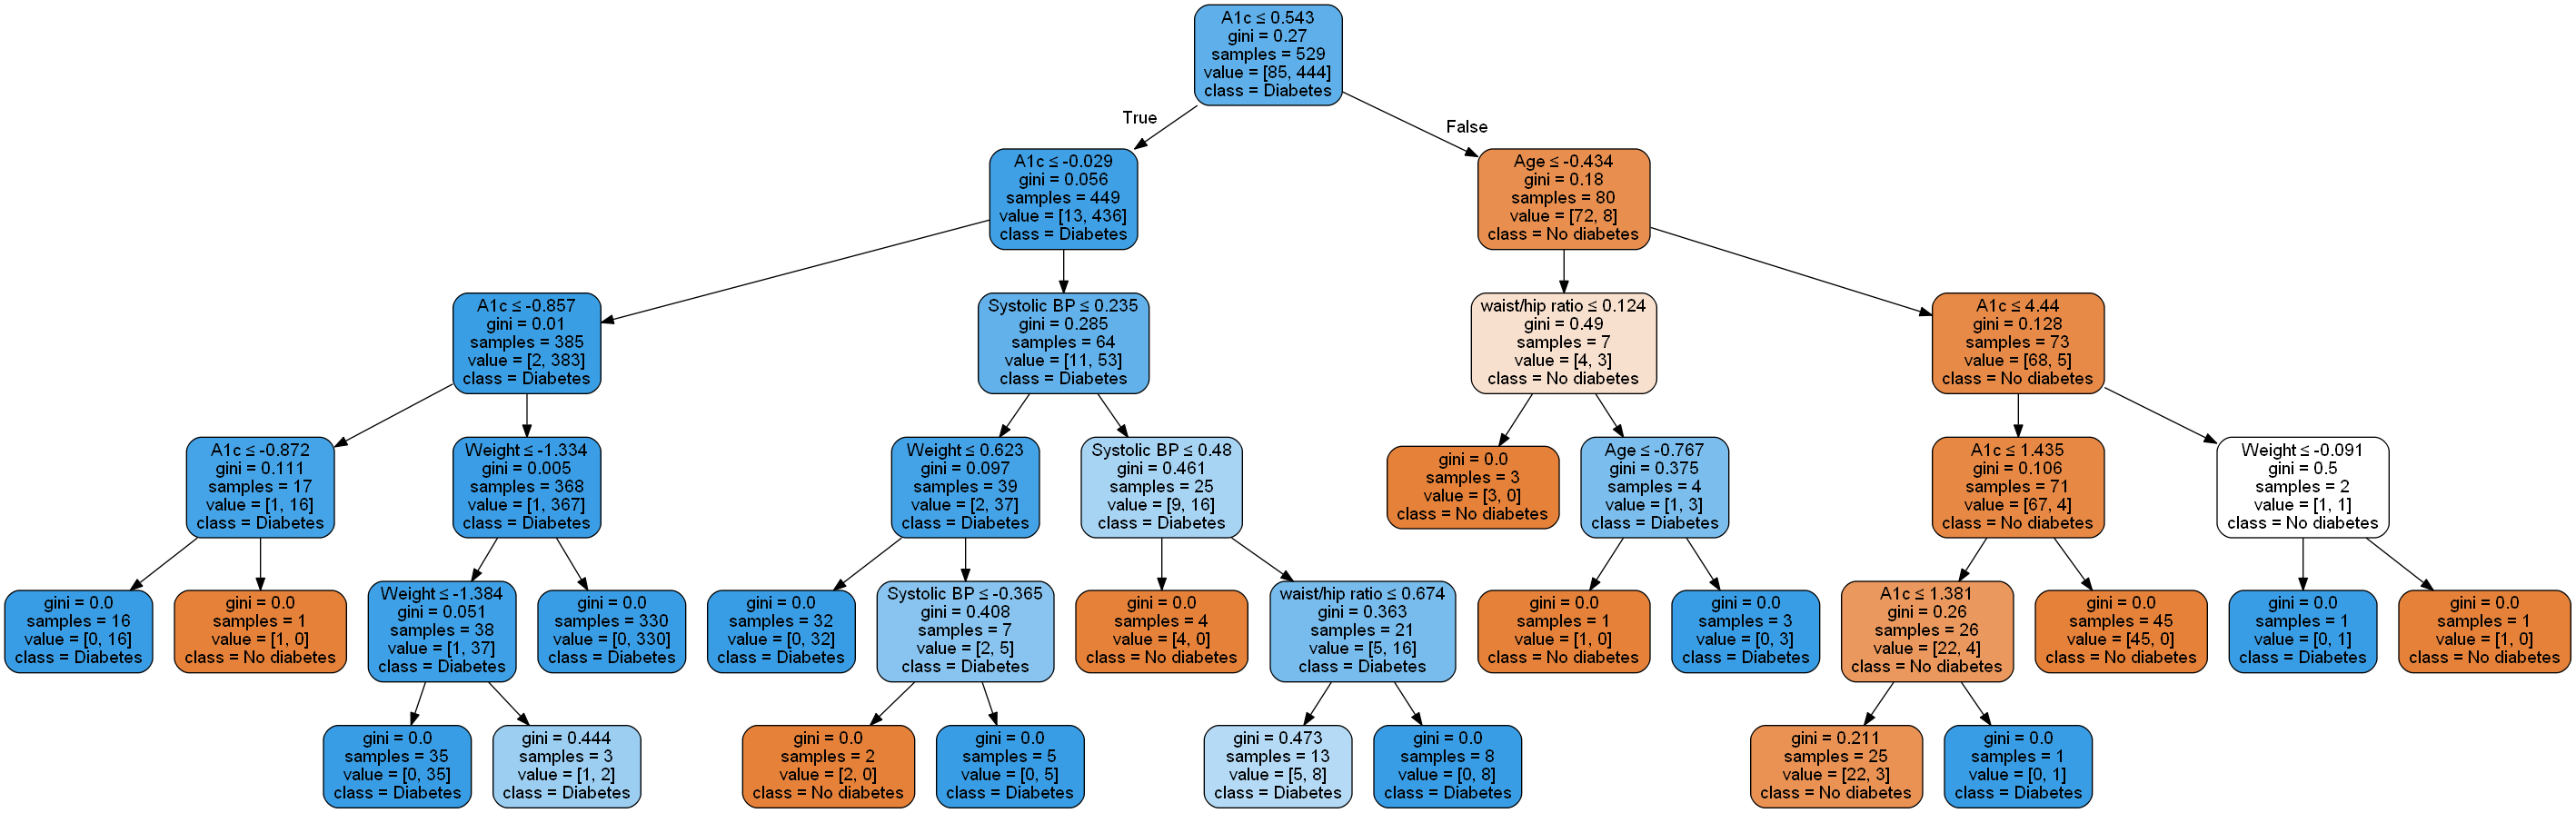 A1c ≤ 0.543
gini = 0.27
samples = 529
value = [85, 444]
class = Diabetes
True
False
A1c ≤ -0.029
gini = 0.056
samples = 449
value = [13, 436]
class = Diabetes
Age ≤ -0.434
gini = 0.18
samples = 80
value = [72, 8]
class = No diabetes
A1c ≤ -0.857
gini = 0.01
samples = 385
value = [2, 383]
class = Diabetes
Systolic BP ≤ 0.235
gini = 0.285
samples = 64
value = [11, 53]
class = Diabetes
waist/hip ratio ≤ 0.124
gini = 0.49
samples = 7
value = [4, 3]
class = No diabetes
A1c ≤ 4.44
gini = 0.128
samples = 73
value = [68, 5]
class = No diabetes
A1c ≤ -0.872
gini = 0.111
samples = 17
value = [1, 16]
class = Diabetes
Weight ≤ -1.334
gini = 0.005
samples = 368
value = [1, 367]
class = Diabetes
Weight ≤ 0.623
gini = 0.097
samples = 39
value = [2, 37]
class = Diabetes
Systolic BP ≤ 0.48
gini = 0.461
samples = 25
value = [9, 16]
class = Diabetes
gini = 0.0
samples = 3
value = [3, 0]
class = No diabetes
Age ≤ -0.767
gini = 0.375
samples = 4
value = [1, 3]
class = Diabetes
A1c ≤ 1.435
gini = 0.106
samples = 71
value = [67, 4]
class = No diabetes
Weight ≤ -0.091
gini = 0.5
samples = 2
value = [1, 1]
class = No diabetes
gini = 0.0
samples = 16
value = [0, 16]
class = Diabetes
gini = 0.0
samples = 1
value = [1, 0]
class = No diabetes
Weight ≤ -1.384
gini = 0.051
samples = 38
value = [1, 37]
class = Diabetes
gini = 0.0
samples = 330
value = [0, 330]
class = Diabetes
gini = 0.0
samples = 32
value = [0, 32]
class = Diabetes
Systolic BP ≤ -0.365
gini = 0.408
samples = 7
value = [2, 5]
class = Diabetes
gini = 0.0
samples = 4
value = [4, 0]
class = No diabetes
waist/hip ratio ≤ 0.674
gini = 0.363
samples = 21
value = [5, 16]
class = Diabetes
gini = 0.0
samples = 1
value = [1, 0]
class = No diabetes
gini = 0.0
samples = 3
value = [0, 3]
class = Diabetes
A1c ≤ 1.381
gini = 0.26
samples = 26
value = [22, 4]
class = No diabetes
gini = 0.0
samples = 45
value = [45, 0]
class = No diabetes
gini = 0.0
samples = 1
value = [0, 1]
class = Diabetes
gini = 0.0
samples = 1
value = [1, 0]
class = No diabetes
gini = 0.0
samples = 35
value = [0, 35]
class = Diabetes
gini = 0.444
samples = 3
value = [1, 2]
class = Diabetes
gini = 0.0
samples = 2
value = [2, 0]
class = No diabetes
gini = 0.0
samples = 5
value = [0, 5]
class = Diabetes
gini = 0.473
samples = 13
value = [5, 8]
class = Diabetes
gini = 0.0
samples = 8
value = [0, 8]
class = Diabetes
gini = 0.211
samples = 25
value = [22, 3]
class = No diabetes
gini = 0.0
samples = 1
value = [0, 1]
class = Diabetes